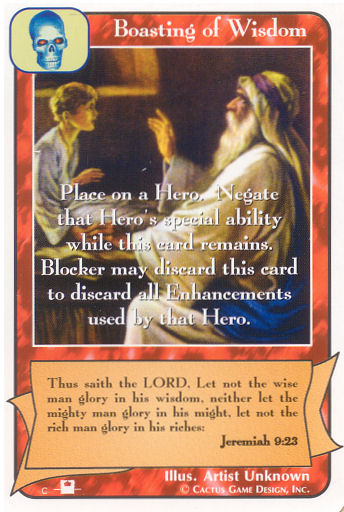 Boasting of Wisdom
Place on a Hero. Negate
that Hero's special ability
while this card remains.
Blocker may discard this card
to discard all Enhancements
used by that Hero.
Thus saith the LORD, Let not the wise
man glory in his wisdom, neither let the
mighty man glory in his might, let not the
rich man glory in his riches:
Jeremiah 9:23
Illus. Artist Unknown
C
© CACTUS GAME DESIGN, INC.